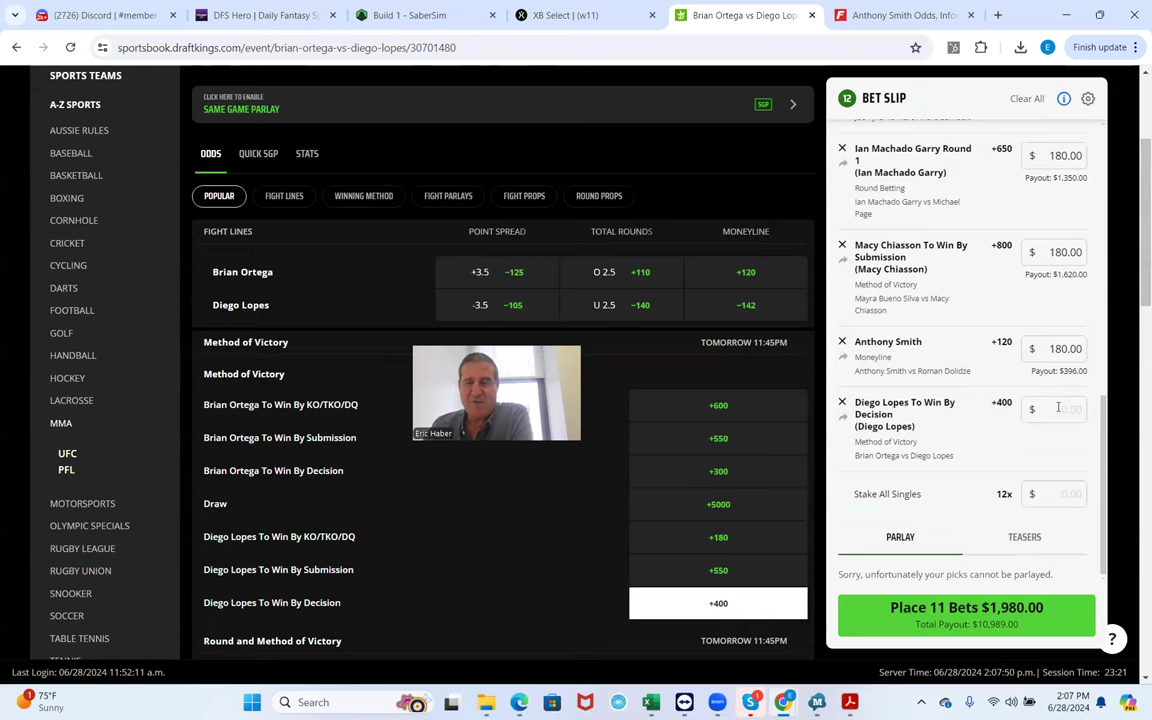 (2726) Discord | #member
DFS Hero | Daily Fantasy S
Build 1 - SaberSim
XB Select | (w11)
Brian Ortega vs Diego Lop
Anthony Smith Odds, Info
sportsbook.draftkings.com/event/brian-ortega-vs-diego-lopes/30701480
E
Finish update
SPORTS TEAMS
A-Z SPORTS
AUSSIE RULES
BASEBALL
BASKETBALL
BOXING
CORNHOLE
CRICKET
CYCLING
DARTS
FOOTBALL
GOLF
HANDBALL
HOCKEY
LACROSSE
MMA
UFC
PFL
MOTORSPORTS
OLYMPIC SPECIALS
RUGBY LEAGUE
RUGBY UNION
SNOOKER
SOCCER
TABLE TENNIS
CLICK HERE TO ENABLE
SAME GAME PARLAY
SGP
ODDS QUICK SGP STATS
POPULAR FIGHT LINES WINNING METHOD FIGHT PARLAYS FIGHT PROPS ROUND PROPS
FIGHT LINES POINT SPREAD TOTAL ROUNDS MONEYLINE
Brian Ortega +3.5 −125 O 2.5 +110 +120
Diego Lopes -3.5 −105 U 2.5 −140 −142
Method of Victory TOMORROW 11:45PM
Method of Victory
Brian Ortega To Win By KO/TKO/DQ +600
Brian Ortega To Win By Submission +550
Brian Ortega To Win By Decision +300
Draw +5000
Diego Lopes To Win By KO/TKO/DQ +180
Diego Lopes To Win By Submission +550
Diego Lopes To Win By Decision +400
Round and Method of Victory TOMORROW 11:45PM
Eric Haber
12 BET SLIP Clear All
Ian Machado Garry Round +650 $ 180.00
1
(Ian Machado Garry) Payout: $1,350.00
Round Betting
Ian Machado Garry vs Michael
Page
Macy Chiasson To Win By +800 $ 180.00
Submission
(Macy Chiasson) Payout: $1,620.00
Method of Victory
Mayra Bueno Silva vs Macy
Chiasson
Anthony Smith +120 $ 180.00
Moneyline
Anthony Smith vs Roman Dolidze Payout: $396.00
Diego Lopes To Win By +400 $ 0.00
Decision
(Diego Lopes)
Method of Victory
Brian Ortega vs Diego Lopes
Stake All Singles 12x $ 0.00
PARLAY TEASERS
Sorry, unfortunately your picks cannot be parlayed.
Place 11 Bets $1,980.00
Total Payout: $10,989.00
?
Last Login: 06/28/2024 11:52:11 a.m.
Server Time: 06/28/2024 2:07:50 p.m. | Session Time: 23:21
75°F
Sunny
Search
2:07 PM
6/28/2024